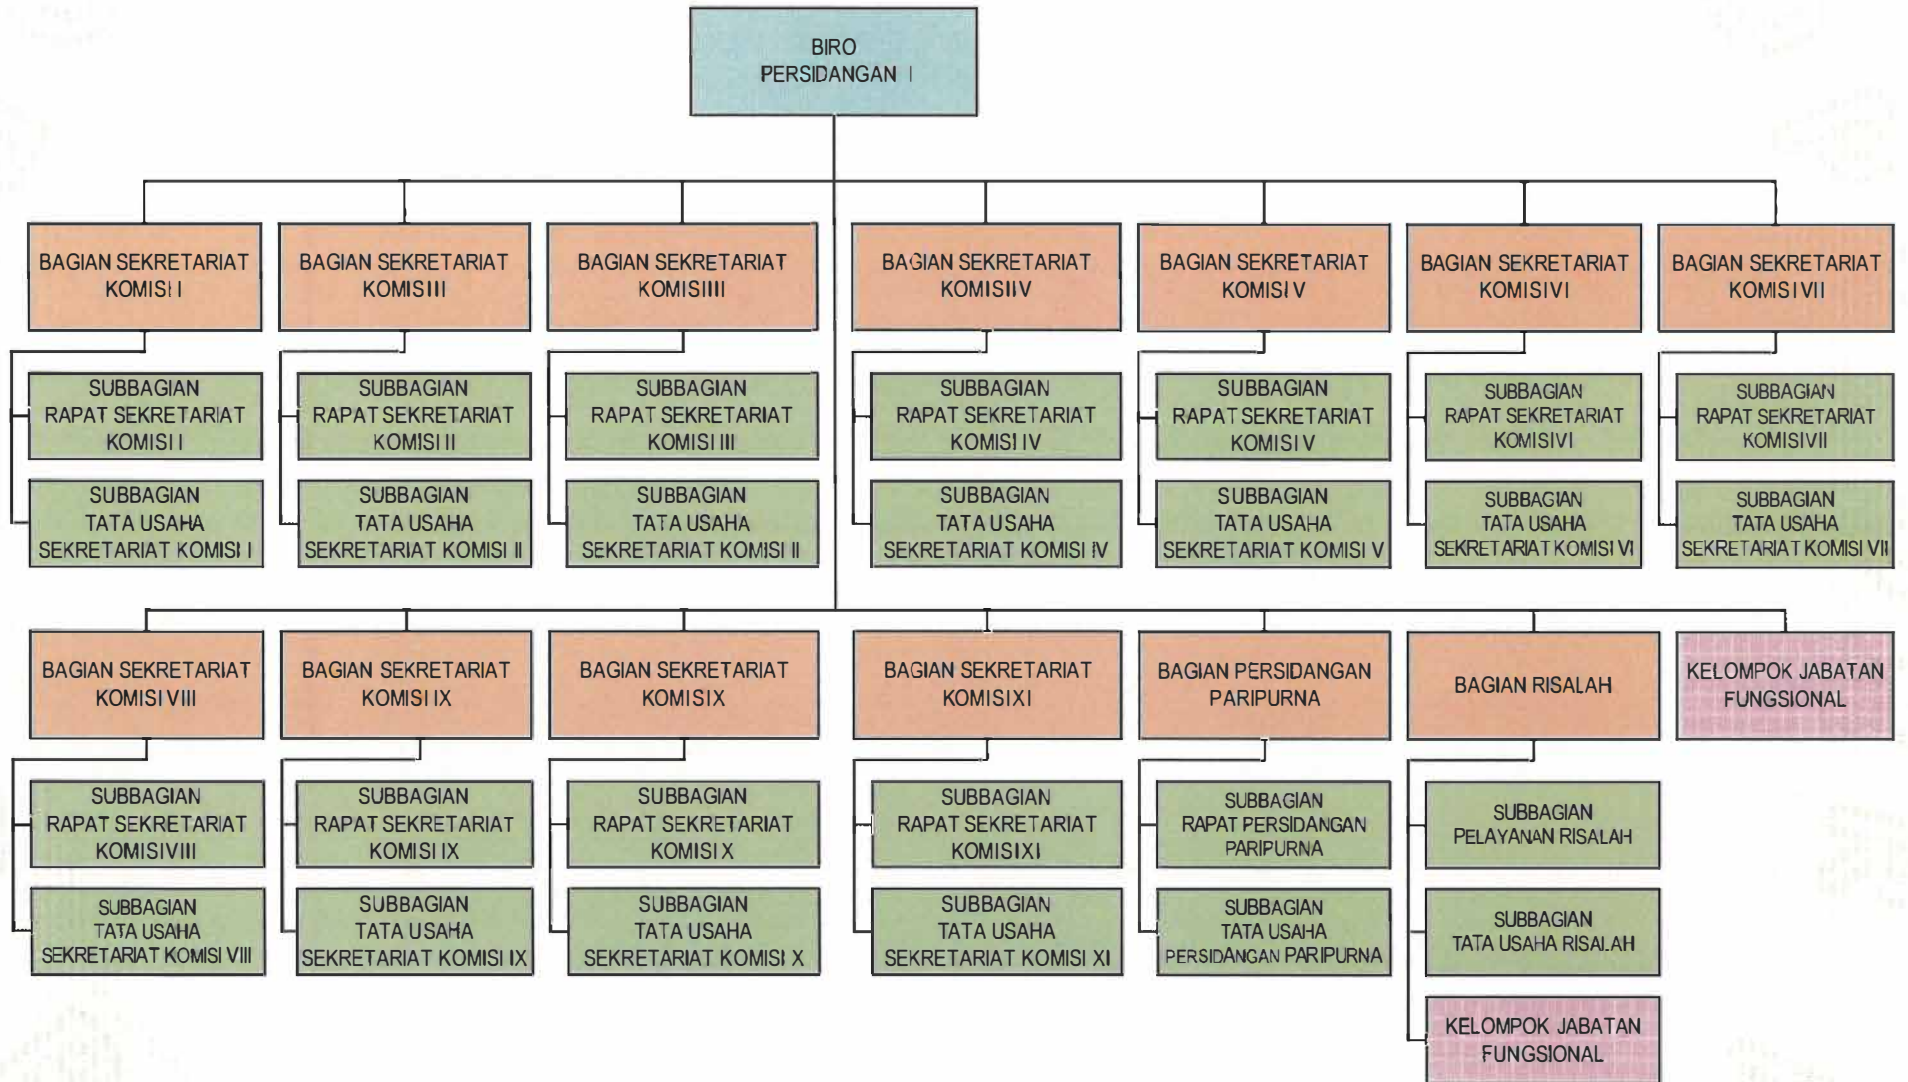 BIRO
PERSIDANGAN I
BAGIAN SEKRETARIAT
KOMISI I
BAGIAN SEKRETARIAT
KOMISI II
BAGIAN SEKRETARIAT
KOMISI III
BAGIAN SEKRETARIAT
KOMISI IV
BAGIAN SEKRETARIAT
KOMISI V
BAGIAN SEKRETARIAT
KOMISI VI
BAGIAN SEKRETARIAT
KOMISI VII
SUBBAGIAN
RAPAT SEKRETARIAT
KOMISI I
SUBBAGIAN
RAPAT SEKRETARIAT
KOMISI II
SUBBAGIAN
RAPAT SEKRETARIAT
KOMISI III
SUBBAGIAN
RAPAT SEKRETARIAT
KOMISI IV
SUBBAGIAN
RAPAT SEKRETARIAT
KOMISI V
SUBBAGIAN
RAPAT SEKRETARIAT
KOMISI VI
SUBBAGIAN
RAPAT SEKRETARIAT
KOMISI VII
SUBBAGIAN
TATA USAHA
SEKRETARIAT KOMISI I
SUBBAGIAN
TATA USAHA
SEKRETARIAT KOMISI II
SUBBAGIAN
TATA USAHA
SEKRETARIAT KOMISI II
SUBBAGIAN
TATA USAHA
SEKRETARIAT KOMISI IV
SUBBAGIAN
TATA USAHA
SEKRETARIAT KOMISI V
SUBBAGIAN
TATA USAHA
SEKRETARIAT KOMISI VI
SUBBAGIAN
TATA USAHA
SEKRETARIAT KOMISI VII
BAGIAN SEKRETARIAT
KOMISI VIII
BAGIAN SEKRETARIAT
KOMISI IX
BAGIAN SEKRETARIAT
KOMISI X
BAGIAN SEKRETARIAT
KOMISI XI
BAGIAN PERSIDANGAN
PARIPURNA
BAGIAN RISALAH
KELOMPOK JABATAN
FUNGSIONAL
SUBBAGIAN
RAPAT SEKRETARIAT
KOMISI VIII
SUBBAGIAN
RAPAT SEKRETARIAT
KOMISI IX
SUBBAGIAN
RAPAT SEKRETARIAT
KOMISI X
SUBBAGIAN
RAPAT SEKRETARIAT
KOMISI XI
SUBBAGIAN
RAPAT PERSIDANGAN
PARIPURNA
SUBBAGIAN
PELAYANAN RISALAH
SUBBAGIAN
TATA USAHA
SEKRETARIAT KOMISI VIII
SUBBAGIAN
TATA USAHA
SEKRETARIAT KOMISI IX
SUBBAGIAN
TATA USAHA
SEKRETARIAT KOMISI X
SUBBAGIAN
TATA USAHA
SEKRETARIAT KOMISI XI
SUBBAGIAN
TATA USAHA
PERSIDANGAN PARIPURNA
SUBBAGIAN
TATA USAHA RISALAH
KELOMPOK JABATAN
FUNGSIONAL